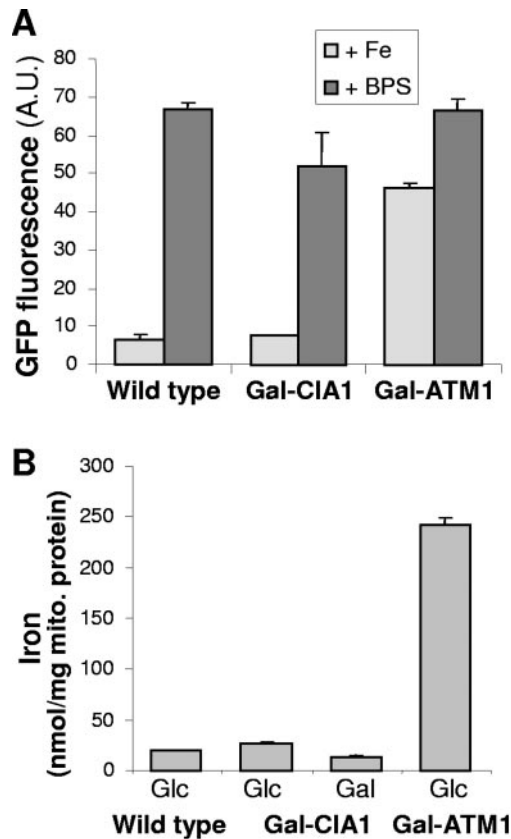 A
+ Fe
+ BPS
GFP fluorescence (A.U.)
80
70
60
50
40
30
20
10
0
Wild type Gal-CIA1 Gal-ATM1
B
Iron
(nmol/mg mito. protein)
300
250
200
150
100
50
0
Glc Glc Gal Glc
Wild type Gal-CIA1 Gal-ATM1